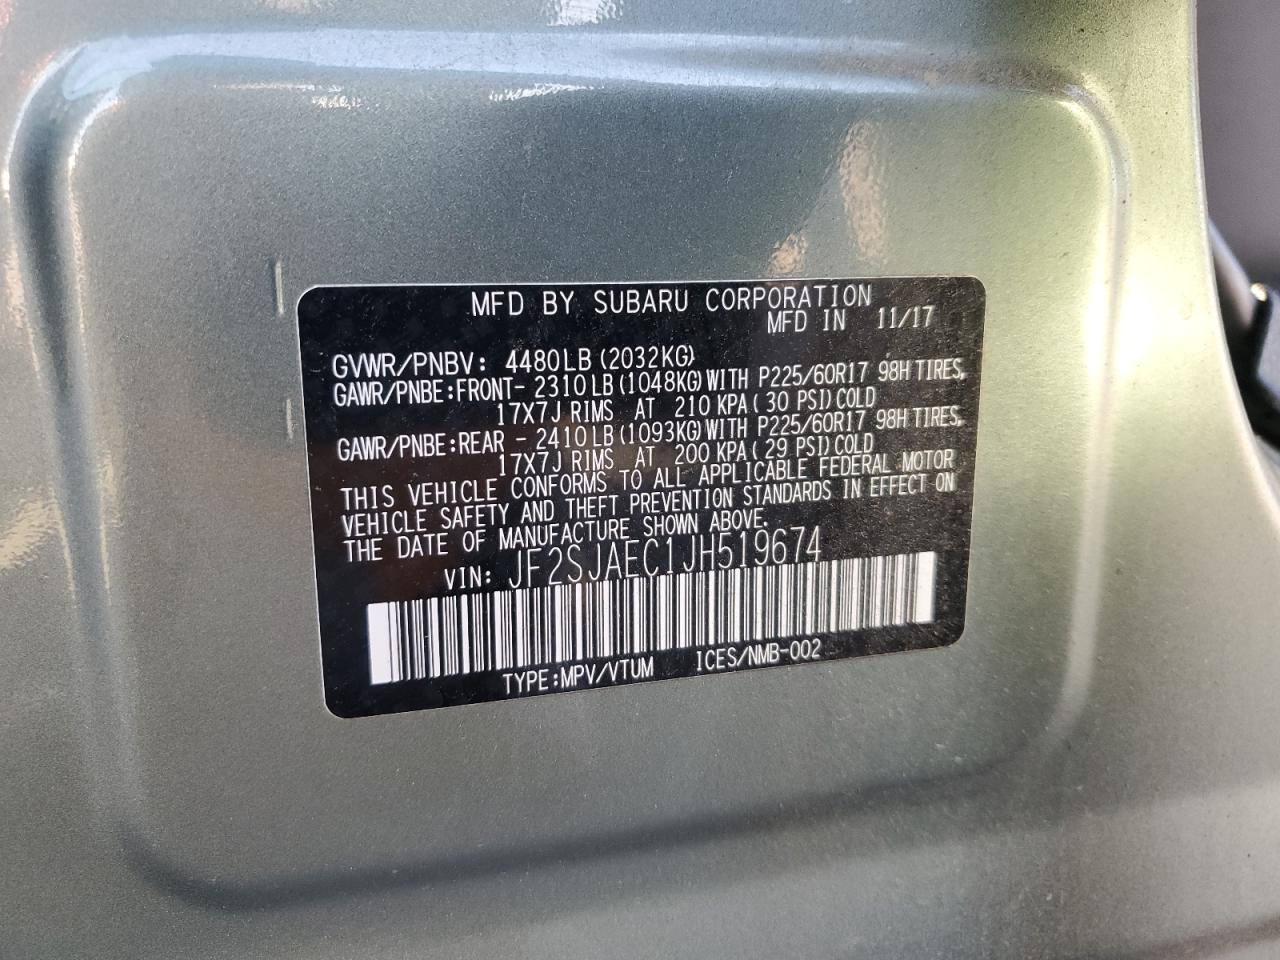 MFD BY SUBARU CORPORATION
MFD IN 11/17
GVWR/PNBV: 4480LB (2032KG)
GAWR/PNBE:FRONT- 2310LB (1048KG) WITH P225/60R17 98H TIRES,
17X7J RIMS AT 210 KPA ( 30 PSI) COLD
GAWR/PNBE:REAR - 2410LB (1093KG) WITH P225/60R17 98H TIRES,
17X7J RIMS AT 200 KPA ( 29 PSI) COLD
THIS VEHICLE CONFORMS TO ALL APPLICABLE FEDERAL MOTOR
VEHICLE SAFETY AND THEFT PREVENTION STANDARDS IN EFFECT ON
THE DATE OF MANUFACTURE SHOWN ABOVE.
VIN: JF2SJAEC1JH519674
TYPE:MPV/VTUM ICES/NMB-002